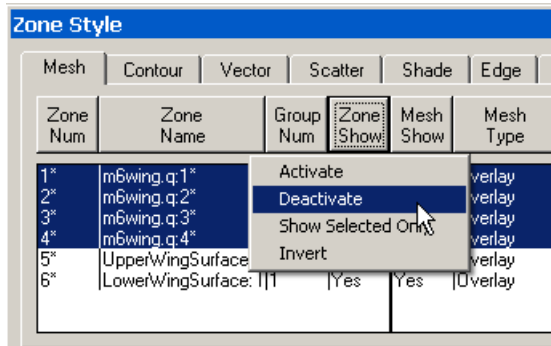 Zone Style
Mesh Contour Vector Scatter Shade Edge
Zone Num Zone Name Group Num Zone Show Mesh Show Mesh Type
1* m6wing.q:1*
2* m6wing.q:2*
3* m6wing.q:3*
4* m6wing.q:4*
5* UpperWingSurface
6* LowerWingSurface: 1 Yes Yes Overlay
Activate
Deactivate
Show Selected Only
Invert